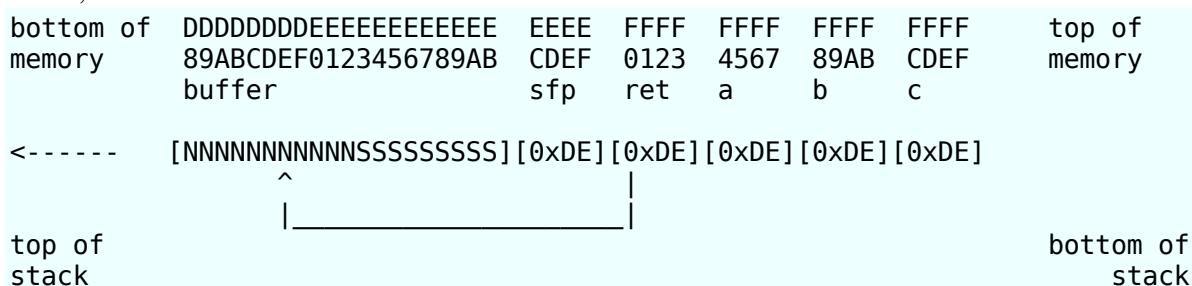 bottom of  DDDDDDDDEEEEEEEEEEEE  EEEE  FFFF  FFFF  FFFF  FFFF  top of
memory  89ABCDEF0123456789AB  CDEF  0123  4567  89AB  CDEF  memory
buffer  sfp  ret  a  b  c
<------  [NNNNNNNNNNNSSSSSSSSS][0xDE][0xDE][0xDE][0xDE][0xDE]
^  |
|_____________________|
top of  bottom of
stack  stack